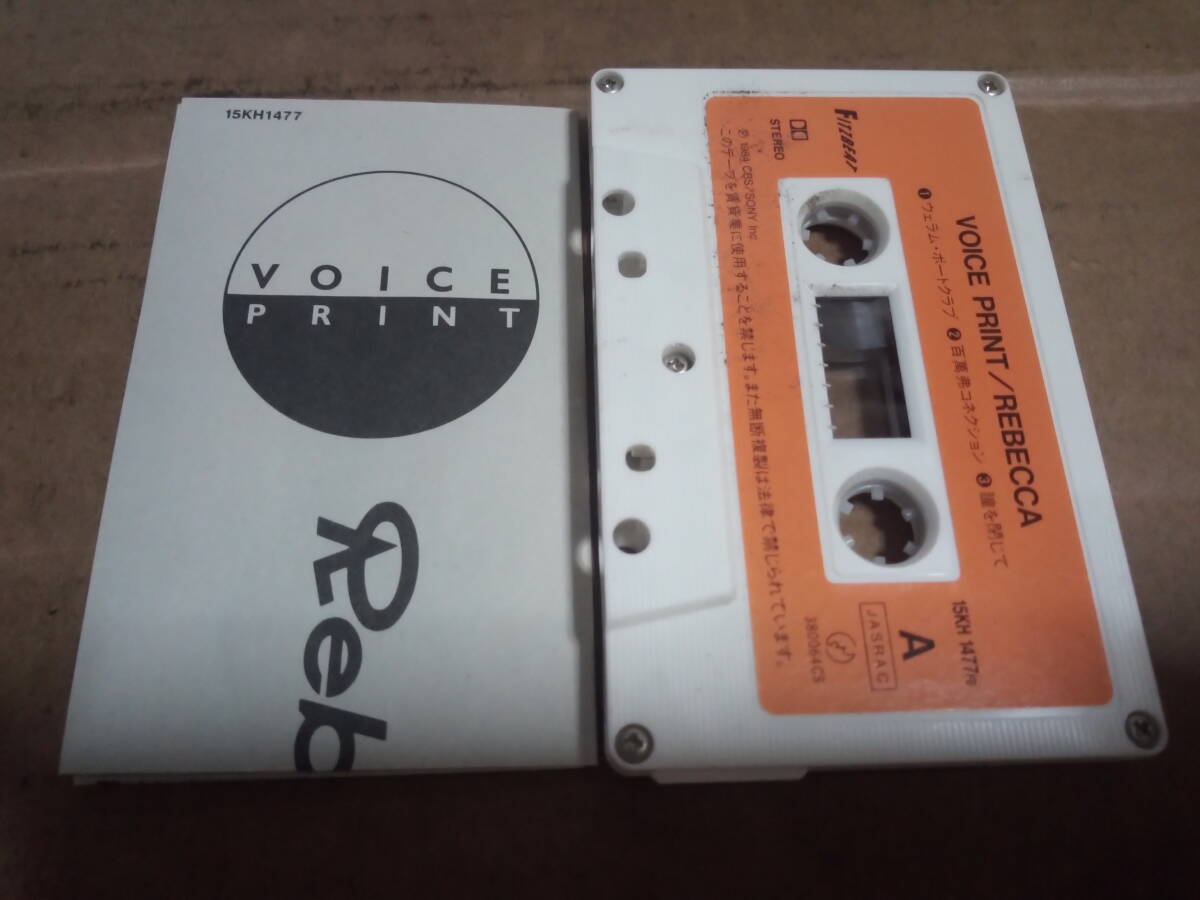 15KH1477
VOICE
PRINT
Reb
VOICE PRINT/REBECCA
❶ウェラム・ボートクラブ ❷百萬弗コネクション ❸瞳を閉じて
FITZBEAT
STEREO
Ⓟ1989 CBS/SONY Inc
このテープを賃貸業に使用することを禁じます。また無断複製は法律で禁じられています。
15KH 1477
A
JASRAC
380064CS